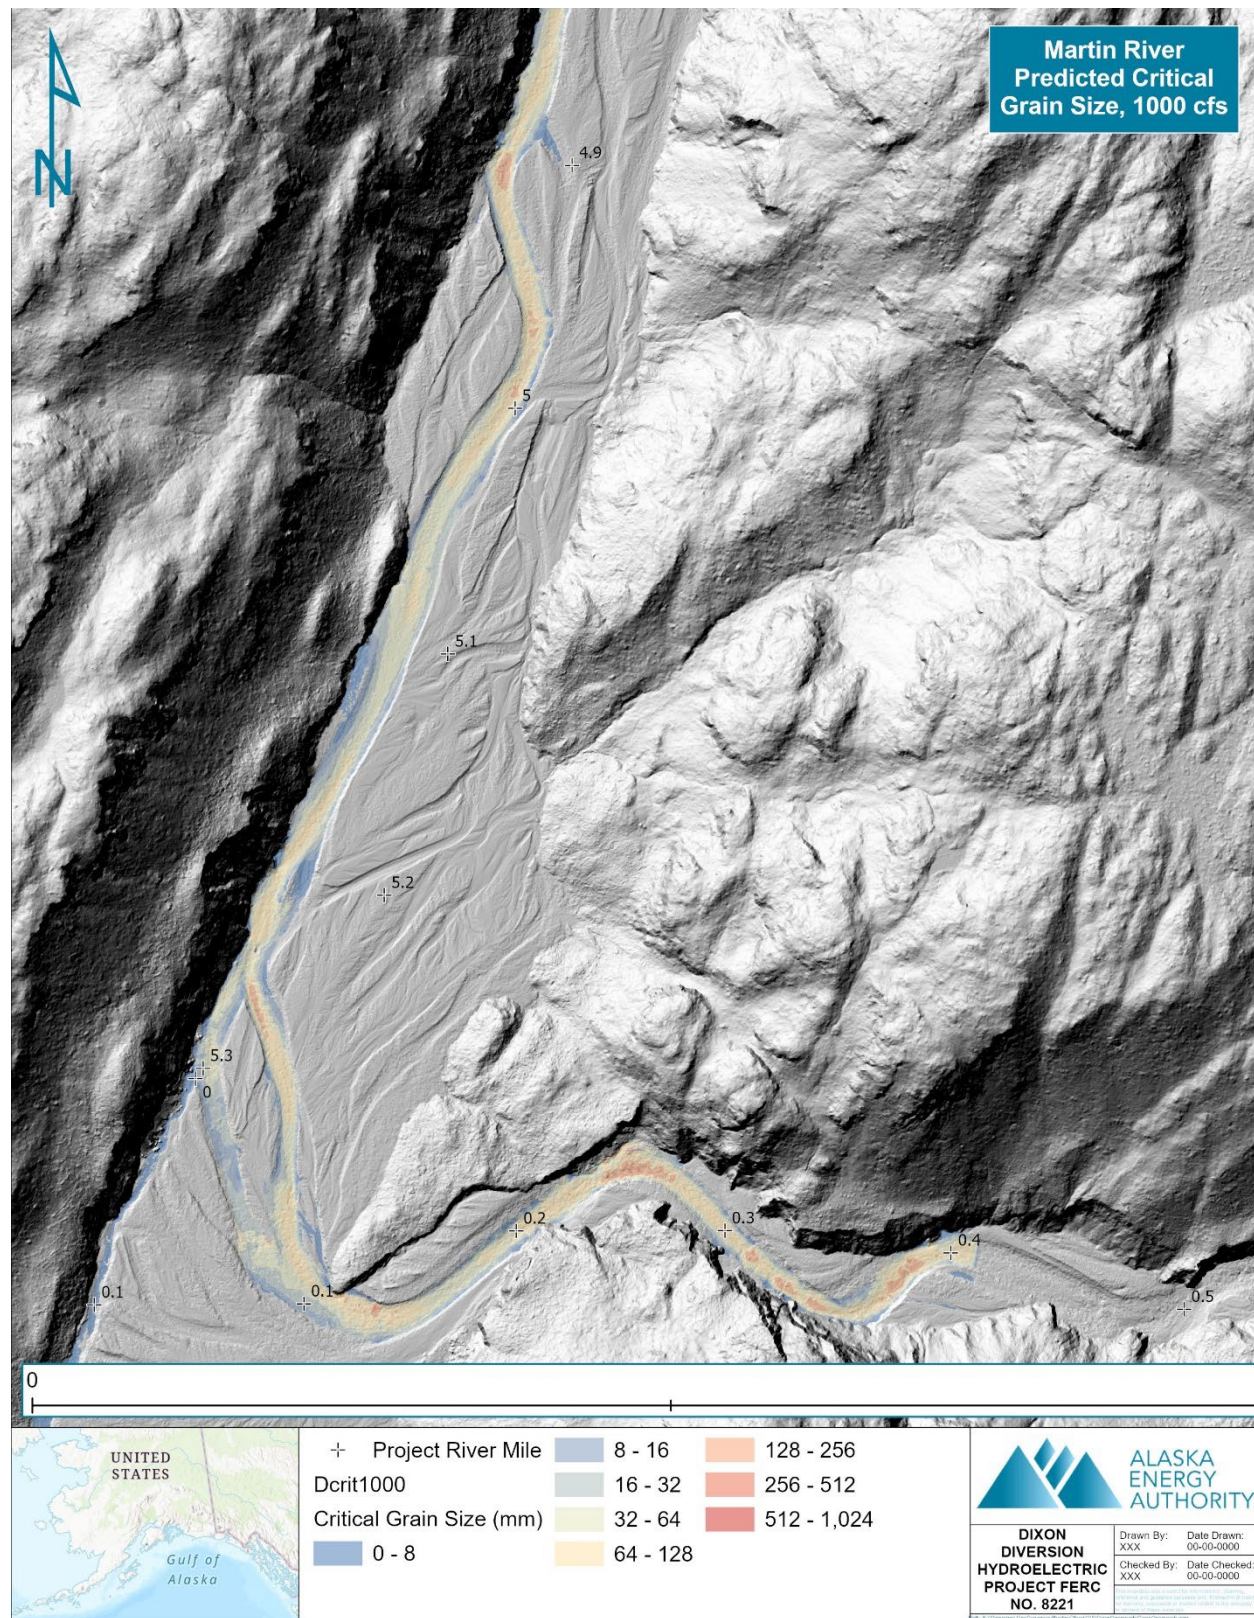 Martin River
Predicted Critical
Grain Size, 1000 cfs
N
4.9
5
5.1
5.2
5.3
0
0.2
0.3
0.4
0.1
0.1
0.5
0
UNITED
STATES
Gulf of
Alaska
Project River Mile
Dcrit1000
Critical Grain Size (mm)
0 - 8
8 - 16
16 - 32
32 - 64
64 - 128
128 - 256
256 - 512
512 - 1,024
ALASKA
ENERGY
AUTHORITY
DIXON
DIVERSION
HYDROELECTRIC
PROJECT FERC
NO. 8221
Drawn By:
XXX
Date Drawn:
00-00-0000
Checked By:
XXX
Date Checked:
00-00-0000